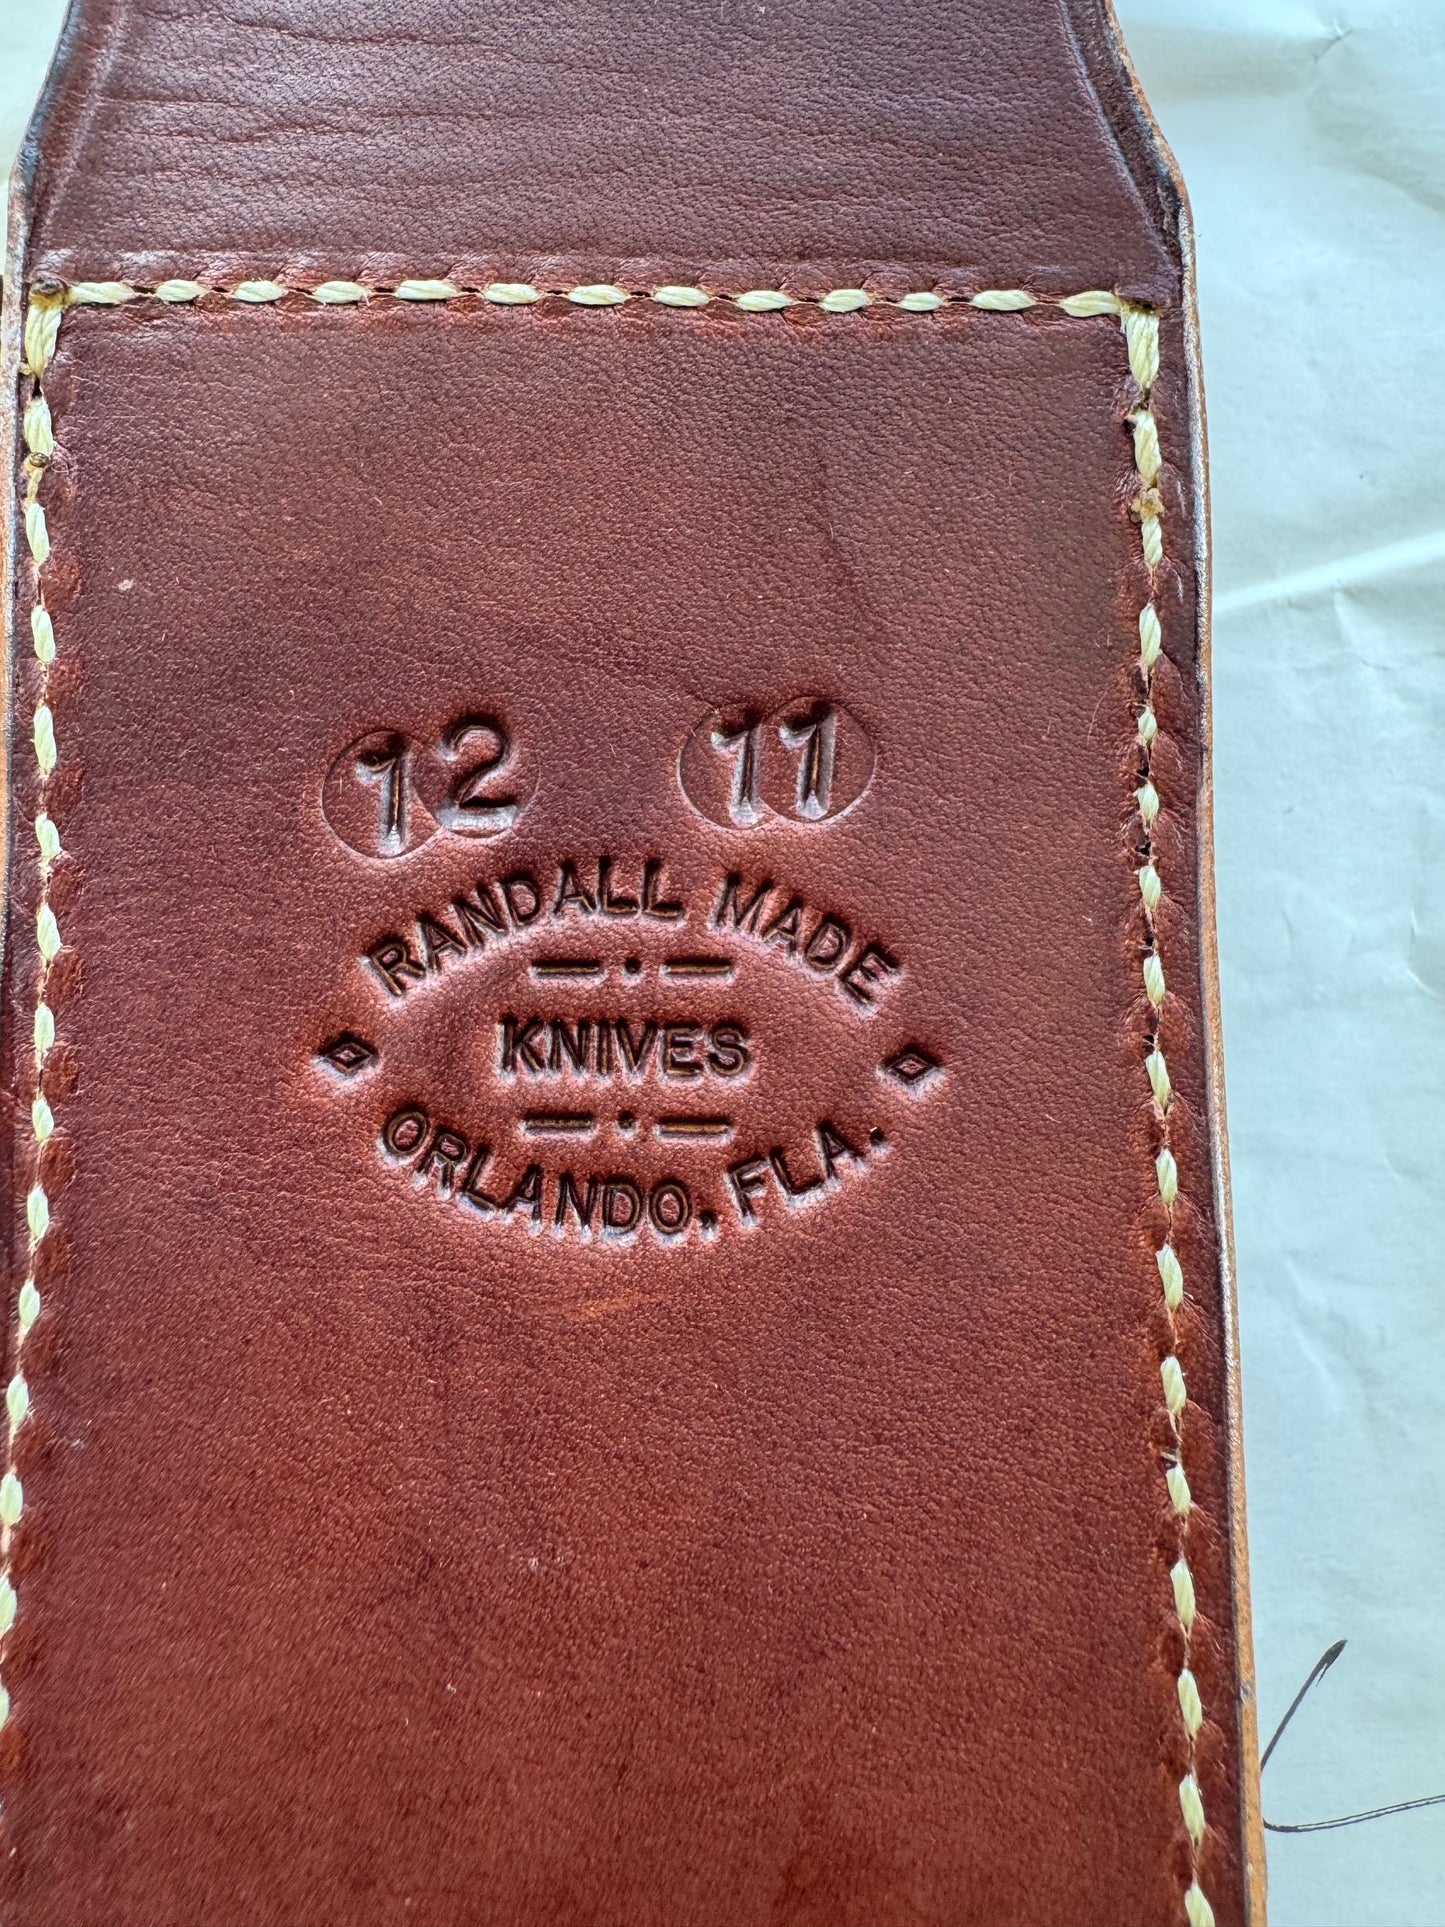 12 11
RANDALL MADE
KNIVES
ORLANDO, FLA.